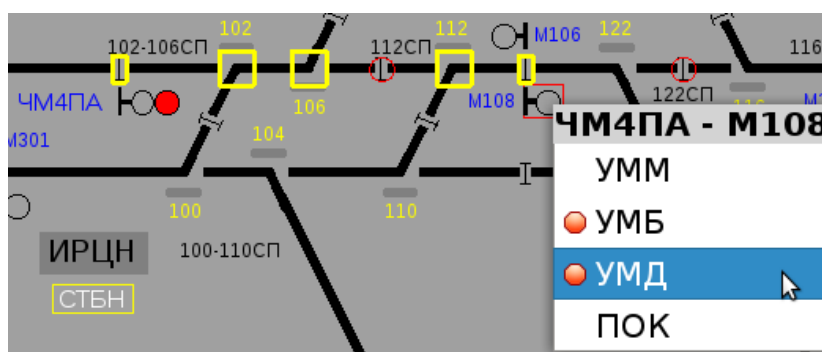 102
112
М106
122
102-106СП
112СП
116
ЧМ4ПА
106
М108
122СП
116
М301
104
ЧМ4ПА - М108
УММ
100
110
УМБ
ИРЦН
100-110СП
УМД
СТБН
ПОК